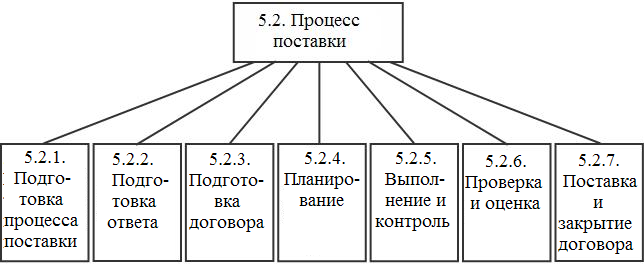 5.2. Процесс
поставки
5.2.1.
Подго-
товка
процесса
поставки
5.2.2.
Подго-
товка
ответа
5.2.3.
Подгото-
вка
договора
5.2.4.
Планиро-
вание
5.2.5.
Выпол-
нение и
контроль
5.2.6.
Проверка
и оценка
5.2.7.
Поставка
и
закрытие
договора